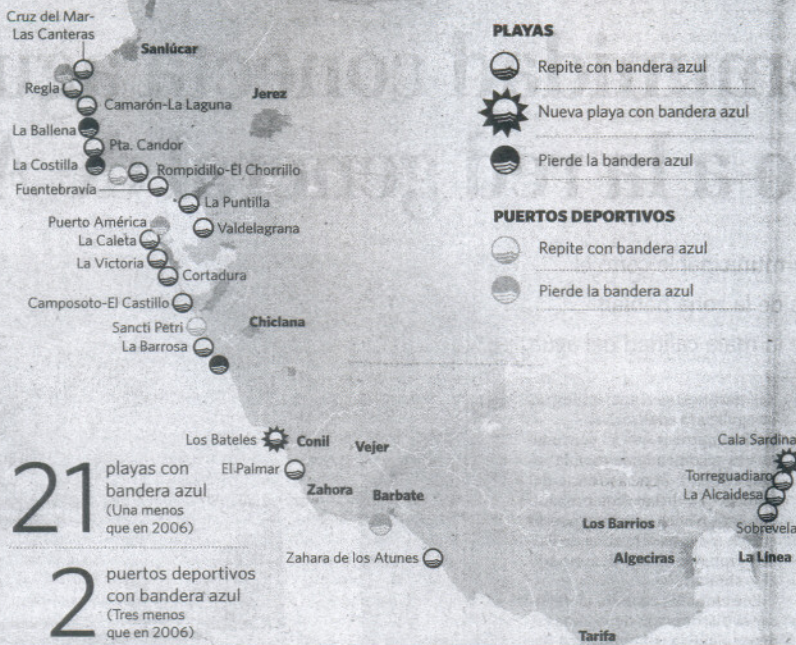 Cruz del Mar-
Las Canteras
Sanlúcar
Regla
Camarón-La Laguna
Jerez
La Ballena
Pta. Candor
La Costilla
Rompidillo-El Chorrillo
Fuentebravía
La Puntilla
Puerto América
Valdelagrana
La Caleta
La Victoria
Cortadura
Camposoto-El Castillo
Sancti Petri
Chiclana
La Barrosa
Los Bateles
Conil
Vejer
El Palmar
Zahora
Barbate
Zahara de los Atunes
Cala Sardina
Torreguadiaro
La Alcaidesa
Sobrevela
Los Barrios
Algeciras
La Línea
Tarifa
PLAYAS
Repite con bandera azul
Nueva playa con bandera azul
Pierde la bandera azul
PUERTOS DEPORTIVOS
Repite con bandera azul
Pierde la bandera azul
21
playas con
bandera azul
(Una menos
que en 2006)
2
puertos deportivos
con bandera azul
(Tres menos
que en 2006)